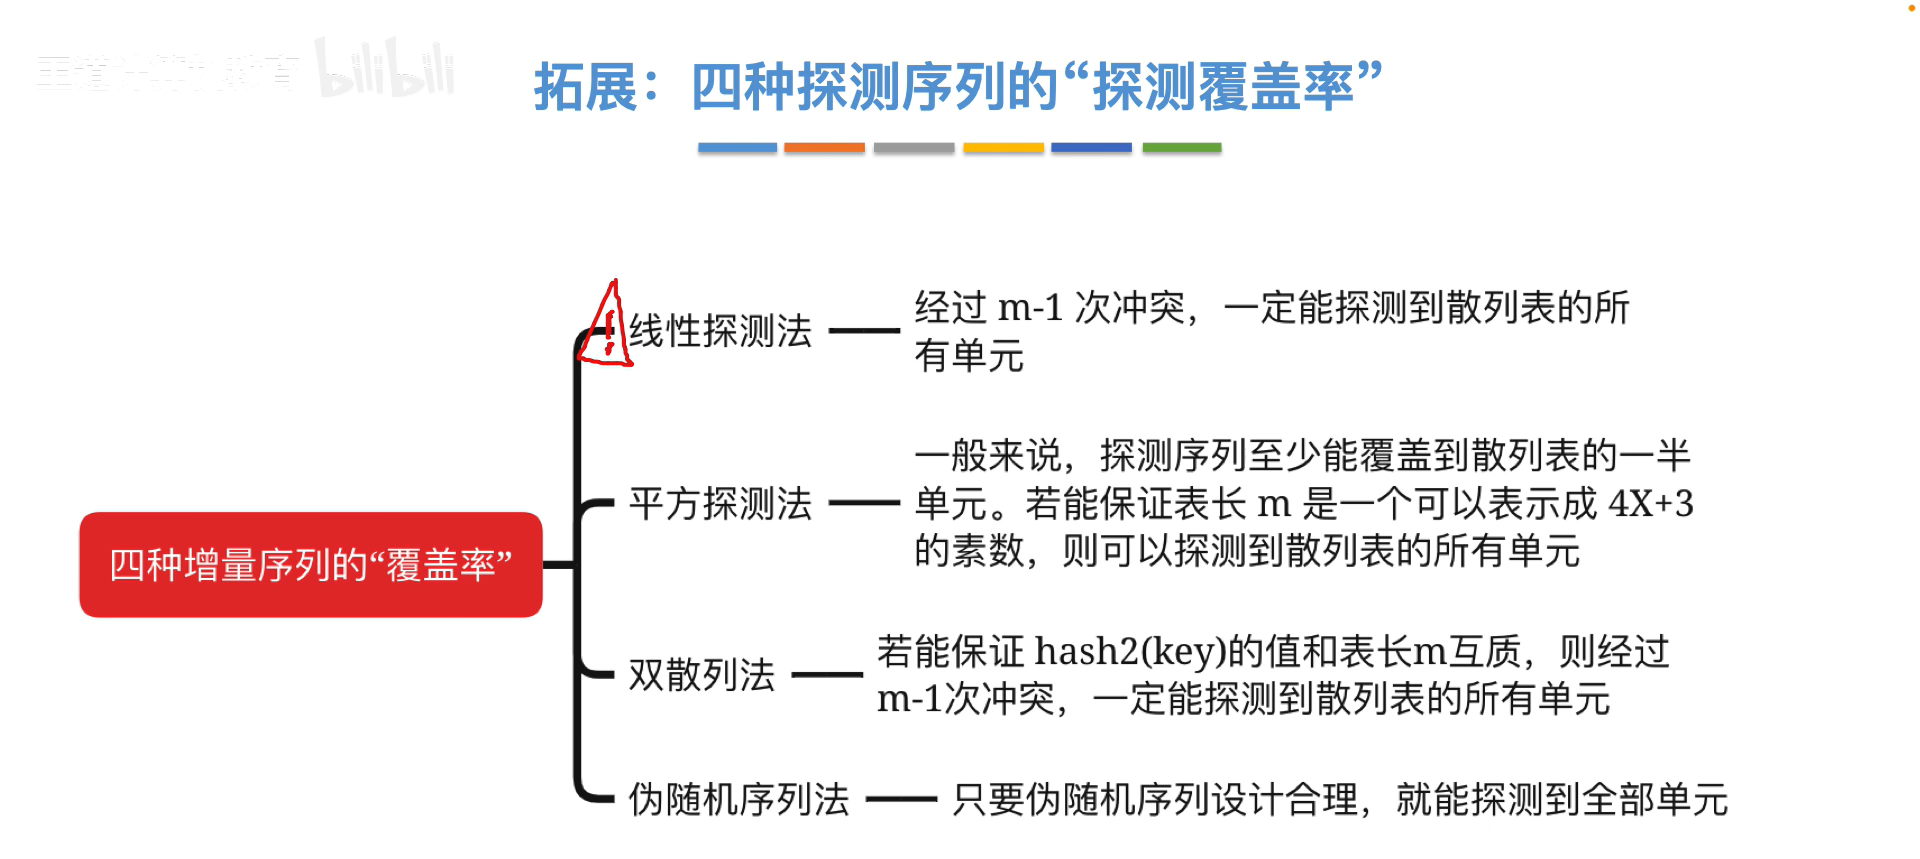 王道计算机教育 bilibili
拓展：四种探测序列的“探测覆盖率”
四种增量序列的“覆盖率”
!
线性探测法
经过 m-1 次冲突，一定能探测到散列表的所
有单元
平方探测法
一般来说，探测序列至少能覆盖到散列表的一半
单元。若能保证表长 m 是一个可以表示成 4X+3
的素数，则可以探测到散列表的所有单元
双散列法
若能保证 hash2(key)的值和表长m互质，则经过
m-1次冲突，一定能探测到散列表的所有单元
伪随机序列法
只要伪随机序列设计合理，就能探测到全部单元